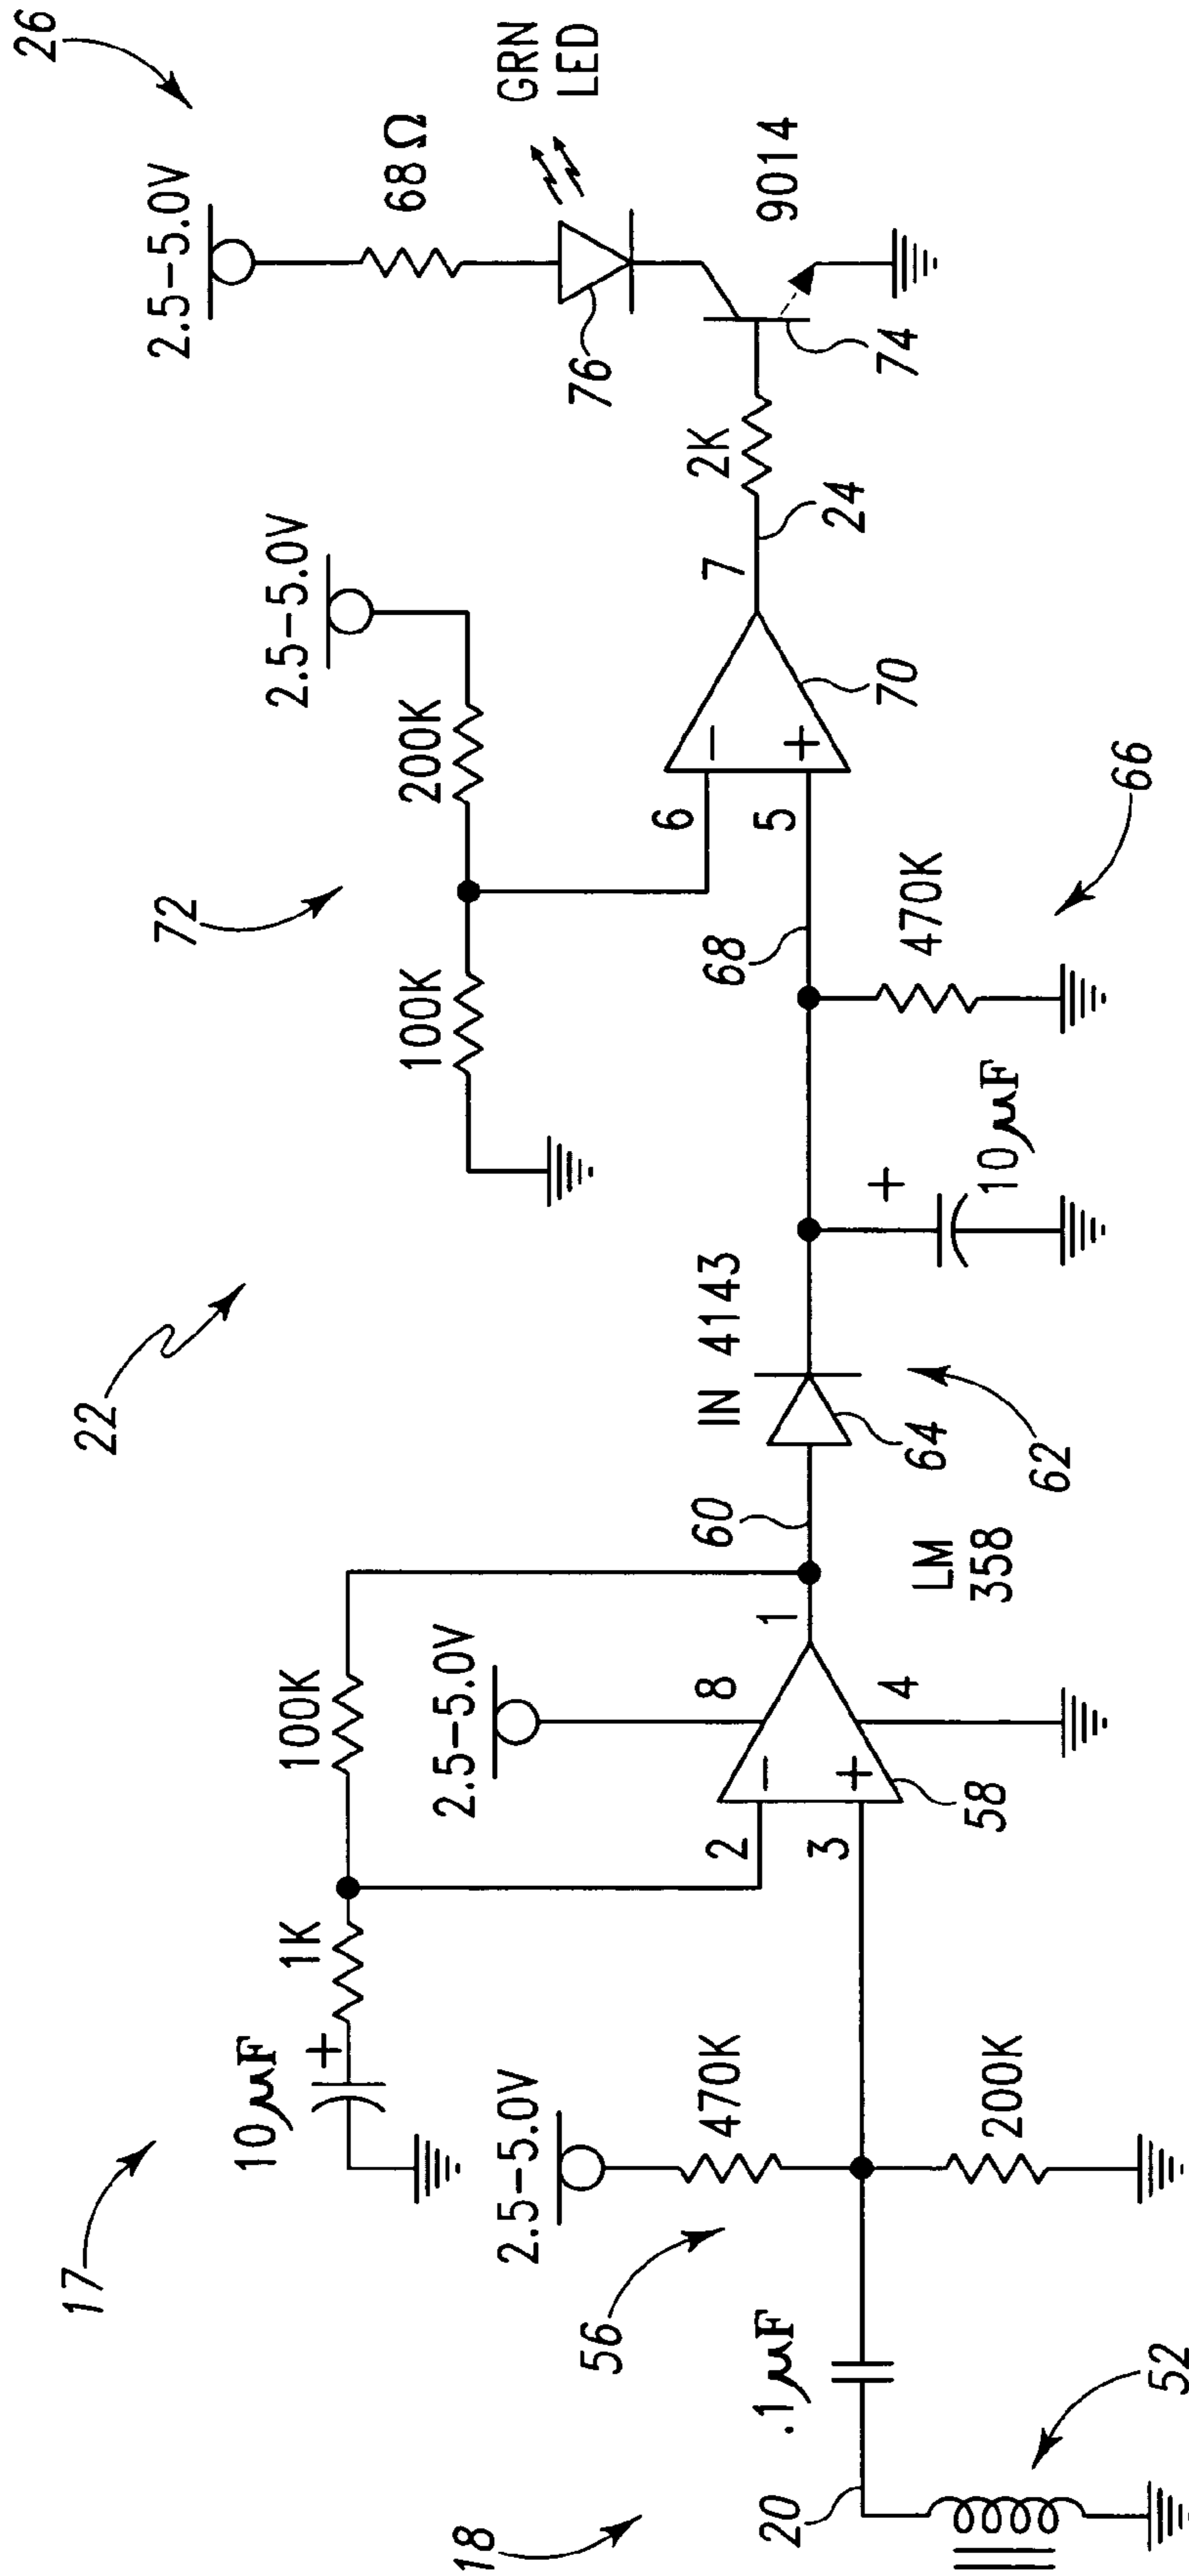 26
2.5-5.0V
68Ω
GRN
LED
76
9014
74
2K
24
7
70
2.5-5.0V
200K
72
100K
6
5
68
66
470K
10μF
+
22
IN 4143
64
62
60
LM
358
1
100K
2.5-5.0V
8
4
58
−
+
2
3
−
+
1K
10μF
+
17
2.5-5.0V
470K
200K
56
.1μF
20
18
52